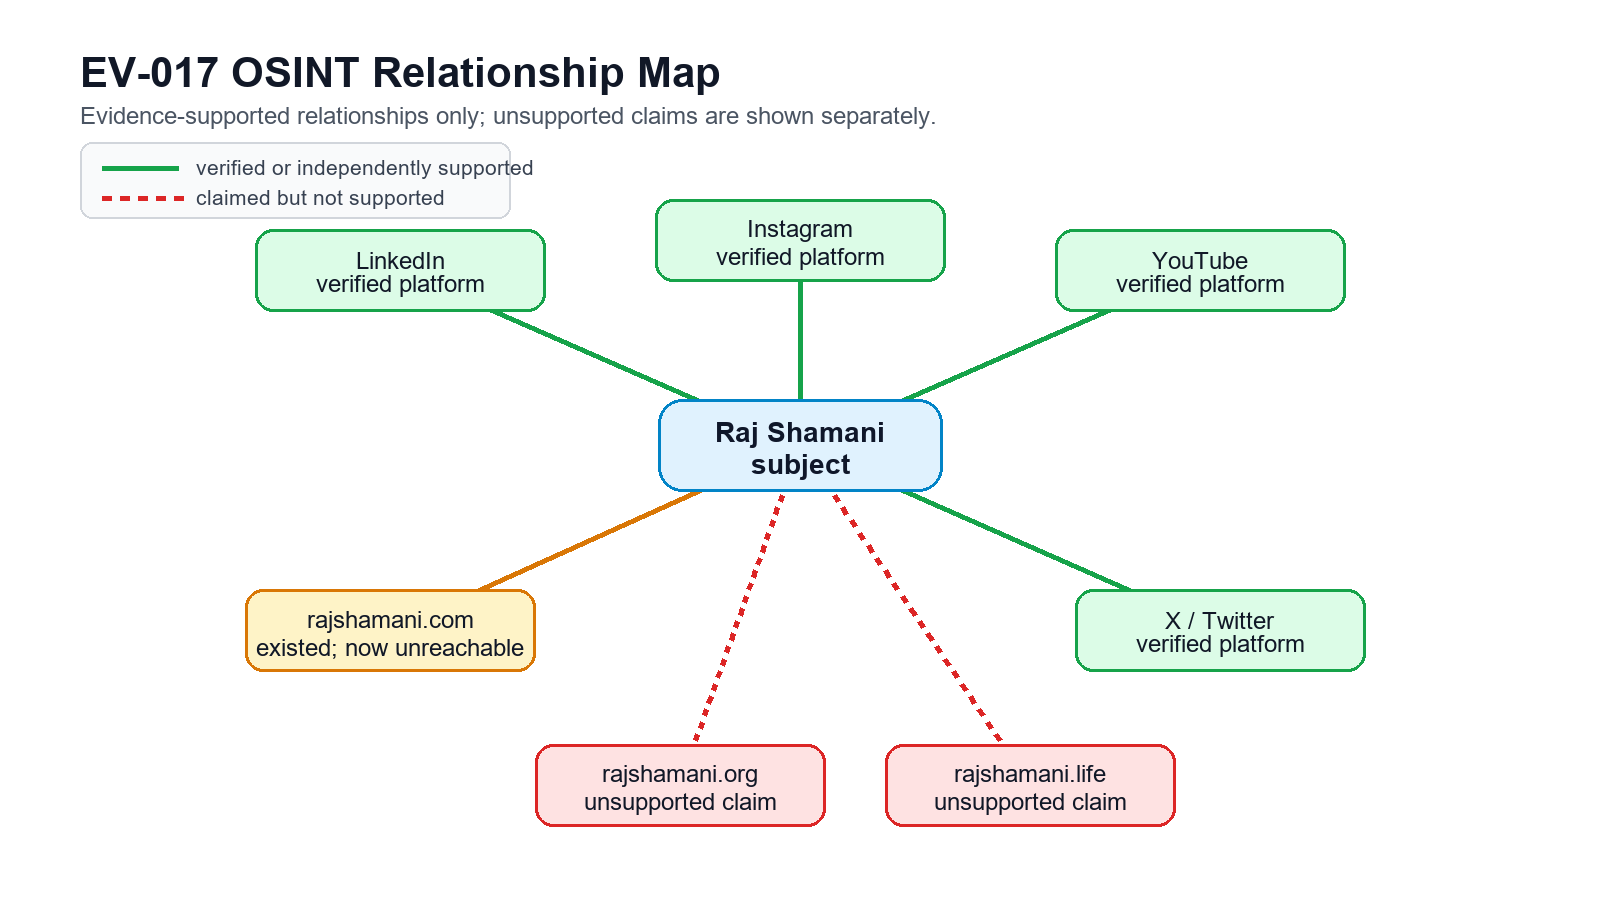 EV-017 OSINT Relationship Map
Evidence-supported relationships only; unsupported claims are shown separately.
verified or independently supported
claimed but not supported
Instagram
verified platform
LinkedIn
verified platform
YouTube
verified platform
Raj Shamani
subject
rajshamani.com
existed; now unreachable
X / Twitter
verified platform
rajshamani.org
unsupported claim
rajshamani.life
unsupported claim